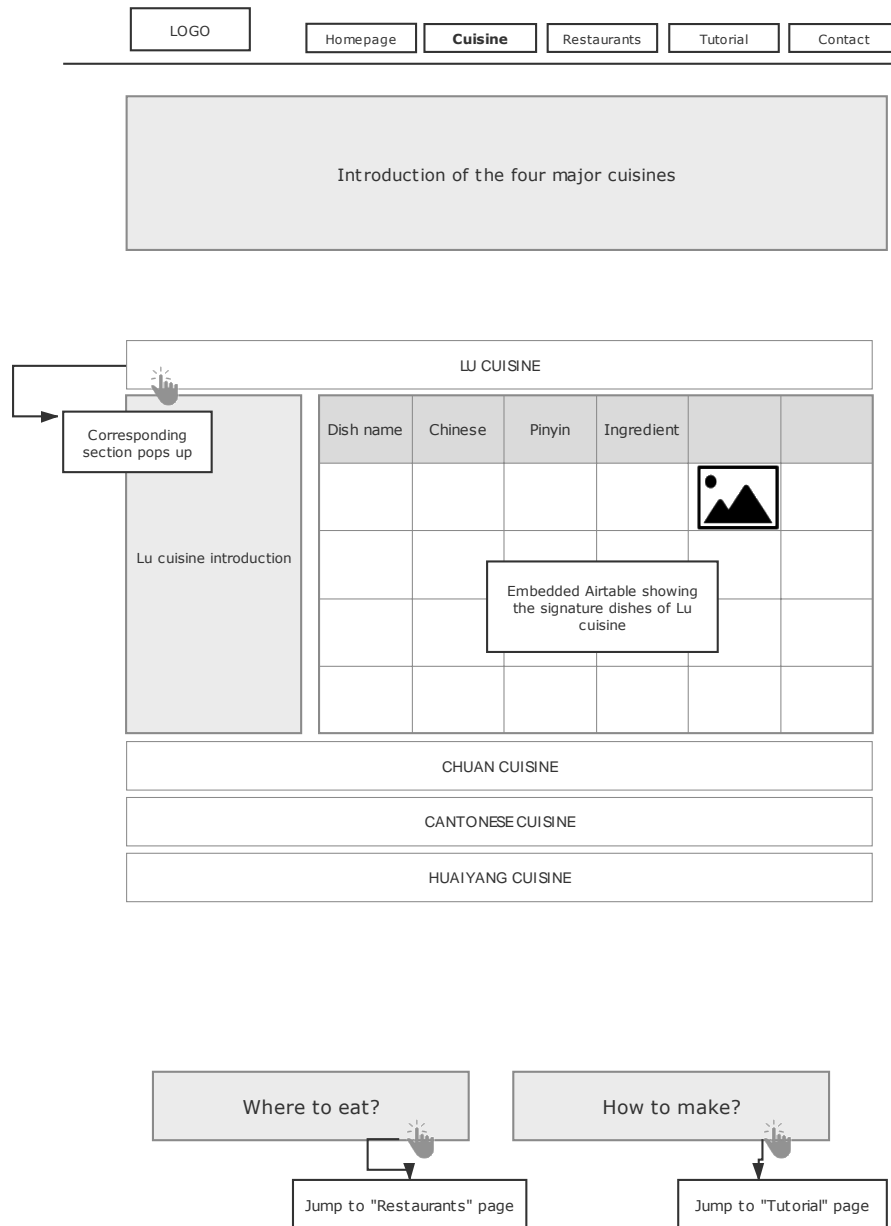 LOGO
Homepage
Cuisine
Restaurants
Tutorial
Contact
Introduction of the four major cuisines
LU CUISINE
Corresponding
section pops up
Dish name
Chinese
Pinyin
Ingredient
Lu cuisine introduction
Embedded Airtable showing
the signature dishes of Lu
cuisine
CHUAN CUISINE
CANTONESE CUISINE
HUAIYANG CUISINE
Where to eat?
How to make?
Jump to "Restaurants" page
Jump to "Tutorial" page